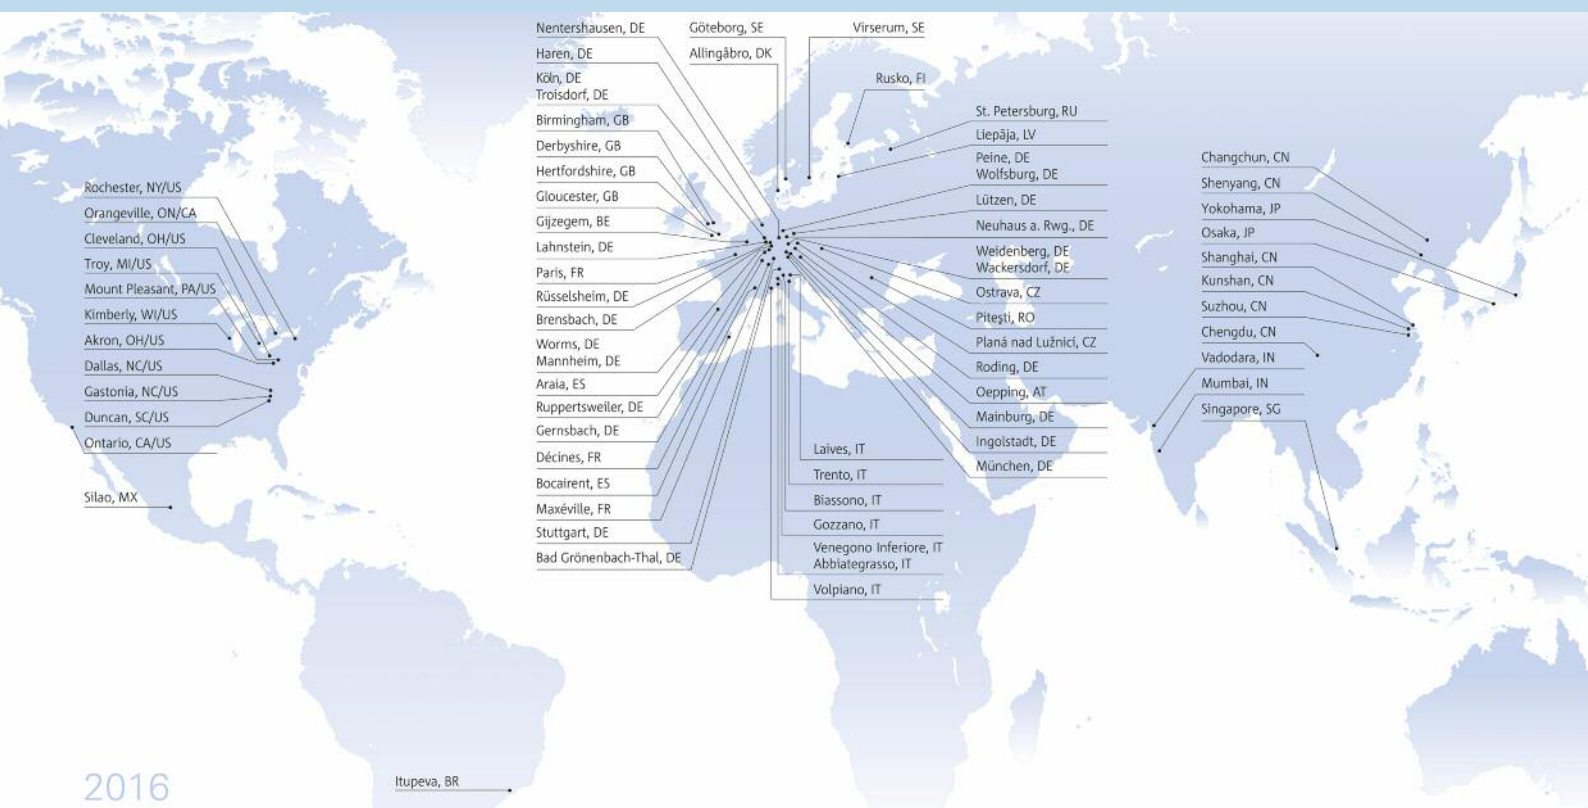 Nentershausen, DE
Haren, DE
Köln, DE
Troisdorf, DE
Birmingham, GB
Derbyshire, GB
Hertfordshire, GB
Gloucester, GB
Gijzegem, BE
Lahnstein, DE
Paris, FR
Rüsselsheim, DE
Brensbach, DE
Worms, DE
Mannheim, DE
Araia, ES
Ruppertsweiler, DE
Gernsbach, DE
Décines, FR
Bocairent, ES
Maxéville, FR
Stuttgart, DE
Bad Grönenbach-Thal, DE
Göteborg, SE
Allingåbro, DK
Virserum, SE
Rusko, FI
St. Petersburg, RU
Liepāja, LV
Peine, DE
Wolfsburg, DE
Lützen, DE
Neuhaus a. Rwg., DE
Weidenberg, DE
Wackersdorf, DE
Ostrava, CZ
Piteşti, RO
Planá nad Lužnicí, CZ
Roding, DE
Oepping, AT
Mainburg, DE
Ingolstadt, DE
München, DE
Laives, IT
Trento, IT
Biassono, IT
Gozzano, IT
Venegono Inferiore, IT
Abbiategrasso, IT
Volpiano, IT
Changchun, CN
Shenyang, CN
Yokohama, JP
Osaka, JP
Shanghai, CN
Kunshan, CN
Suzhou, CN
Chengdu, CN
Vadodara, IN
Mumbai, IN
Singapore, SG
Rochester, NY/US
Orangeville, ON/CA
Cleveland, OH/US
Troy, MI/US
Mount Pleasant, PA/US
Kimberly, WI/US
Akron, OH/US
Dallas, NC/US
Gastonia, NC/US
Duncan, SC/US
Ontario, CA/US
Silao, MX
Itupeva, BR
2016